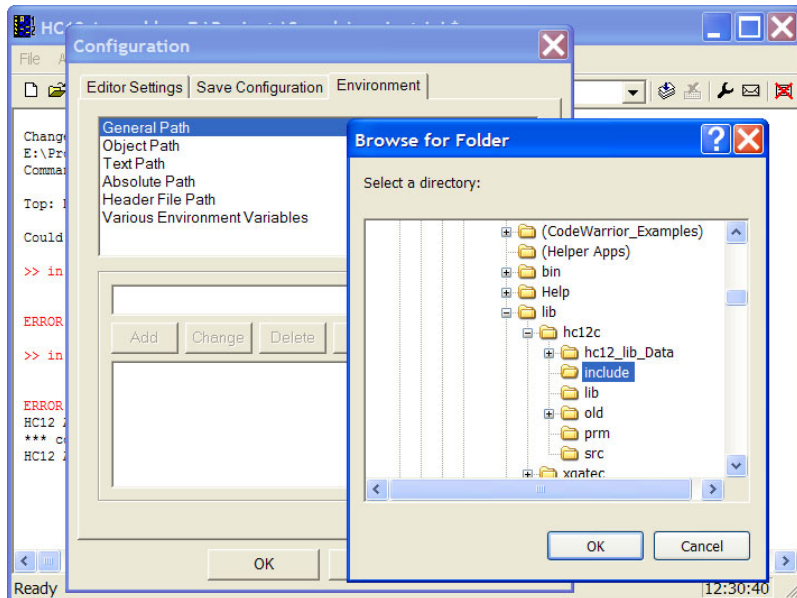 HC
Configuration
File
Editor Settings
Save Configuration
Environment
General Path
Object Path
Text Path
Absolute Path
Header File Path
Various Environment Variables
Change
E:\Pro
Comman
Top:
Could
>> in
ERROR
>> in
ERROR
HC12
*** co
HC12
Add
Change
Delete
OK
Browse for Folder
Select a directory:
(CodeWarrior_Examples)
(Helper Apps)
bin
Help
lib
hc12c
hc12_lib_Data
include
lib
old
prm
src
xgatec
OK
Cancel
Ready
12:30:40